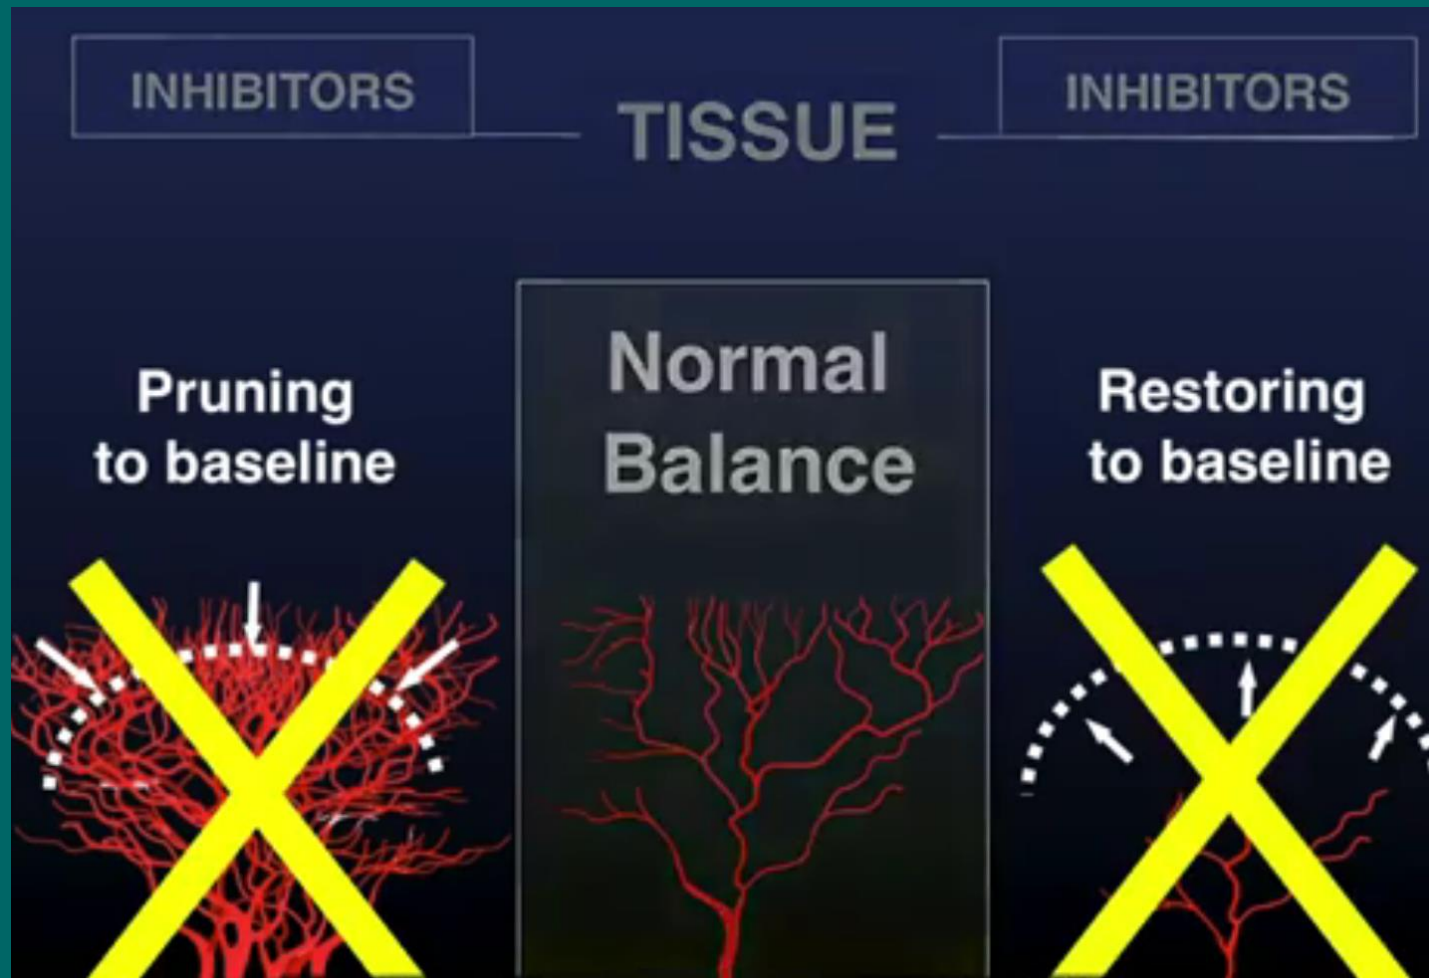 INHIBITORS
TISSUE
INHIBITORS
Pruning
to baseline
Normal
Balance
Restoring
to baseline